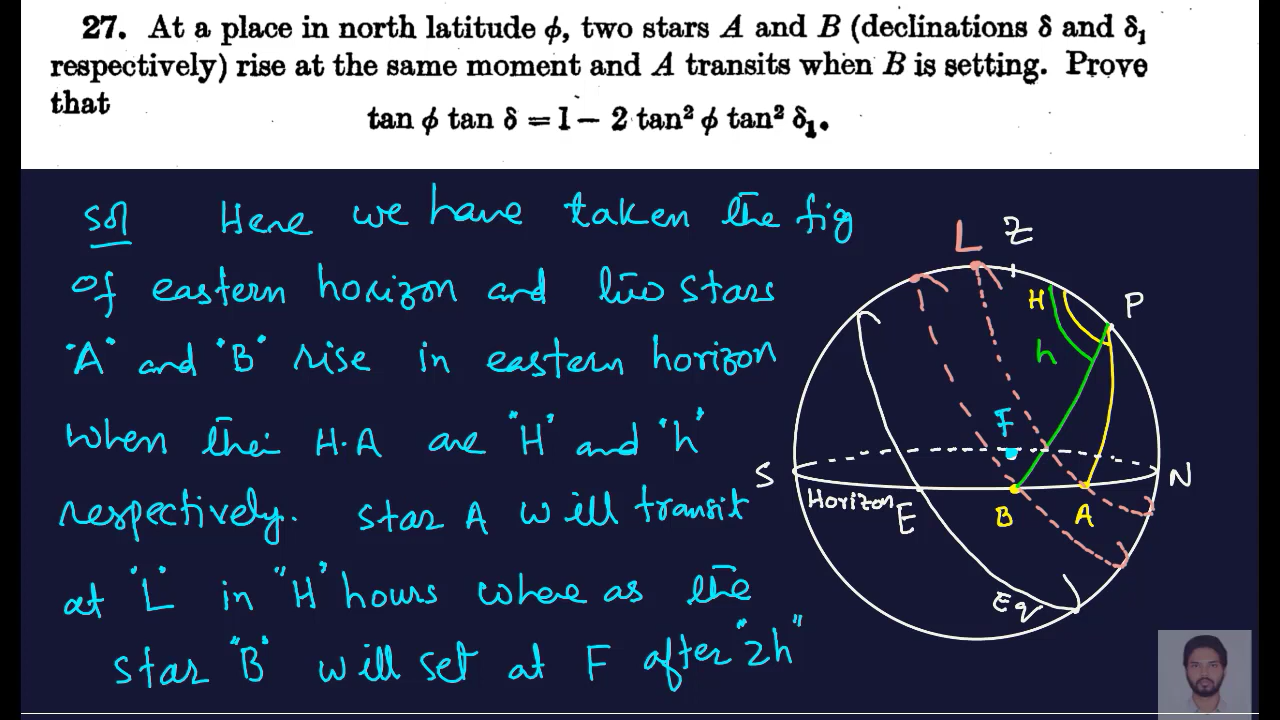 27. At a place in north latitude ϕ, two stars A and B (declinations δ and δ₁
respectively) rise at the same moment and A transits when B is setting. Prove
that
tan ϕ tan δ = 1 − 2 tan² ϕ tan² δ₁.
Sol Here we have taken the fig
of eastern horizon and two stars
"A" and "B" rise in eastern horizon
when their H.A are "H" and "h"
respectively. Star A will transit
at "L" in "H" hours where as the
star "B" will set at F after "2h"
L Z
H P
h
F
S N
Horizon E B A
Eq